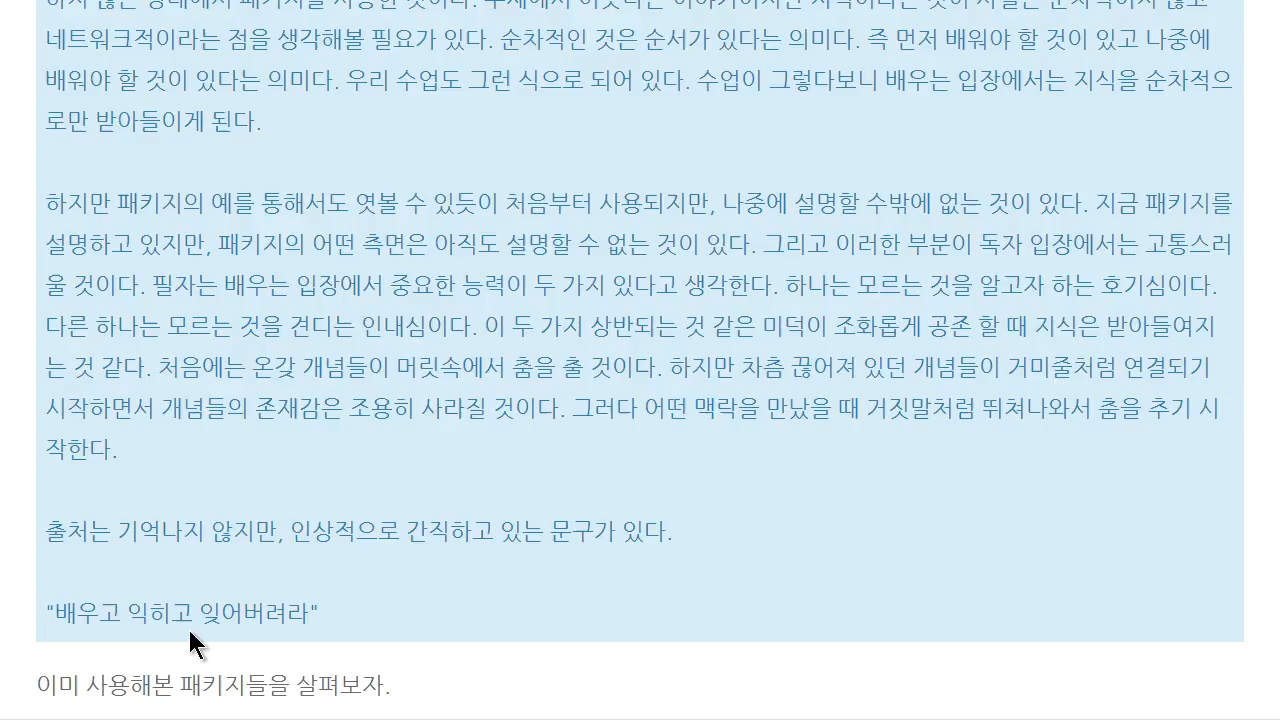 네트워크적이라는 점을 생각해볼 필요가 있다. 순차적인 것은 순서가 있다는 의미다. 즉 먼저 배워야 할 것이 있고 나중에
배워야 할 것이 있다는 의미다. 우리 수업도 그런 식으로 되어 있다. 수업이 그렇다보니 배우는 입장에서는 지식을 순차적으
로만 받아들이게 된다.
하지만 패키지의 예를 통해서도 엿볼 수 있듯이 처음부터 사용되지만, 나중에 설명할 수밖에 없는 것이 있다. 지금 패키지를
설명하고 있지만, 패키지의 어떤 측면은 아직도 설명할 수 없는 것이 있다. 그리고 이러한 부분이 독자 입장에서는 고통스러
울 것이다. 필자는 배우는 입장에서 중요한 능력이 두 가지 있다고 생각한다. 하나는 모르는 것을 알고자 하는 호기심이다.
다른 하나는 모르는 것을 견디는 인내심이다. 이 두 가지 상반되는 것 같은 미덕이 조화롭게 공존 할 때 지식은 받아들여지
는 것 같다. 처음에는 온갖 개념들이 머릿속에서 춤을 출 것이다. 하지만 차츰 끊어져 있던 개념들이 거미줄처럼 연결되기
시작하면서 개념들의 존재감은 조용히 사라질 것이다. 그러다 어떤 맥락을 만났을 때 거짓말처럼 뛰쳐나와서 춤을 추기 시
작한다.
출처는 기억나지 않지만, 인상적으로 간직하고 있는 문구가 있다.
"배우고 익히고 잊어버려라"
이미 사용해본 패키지들을 살펴보자.